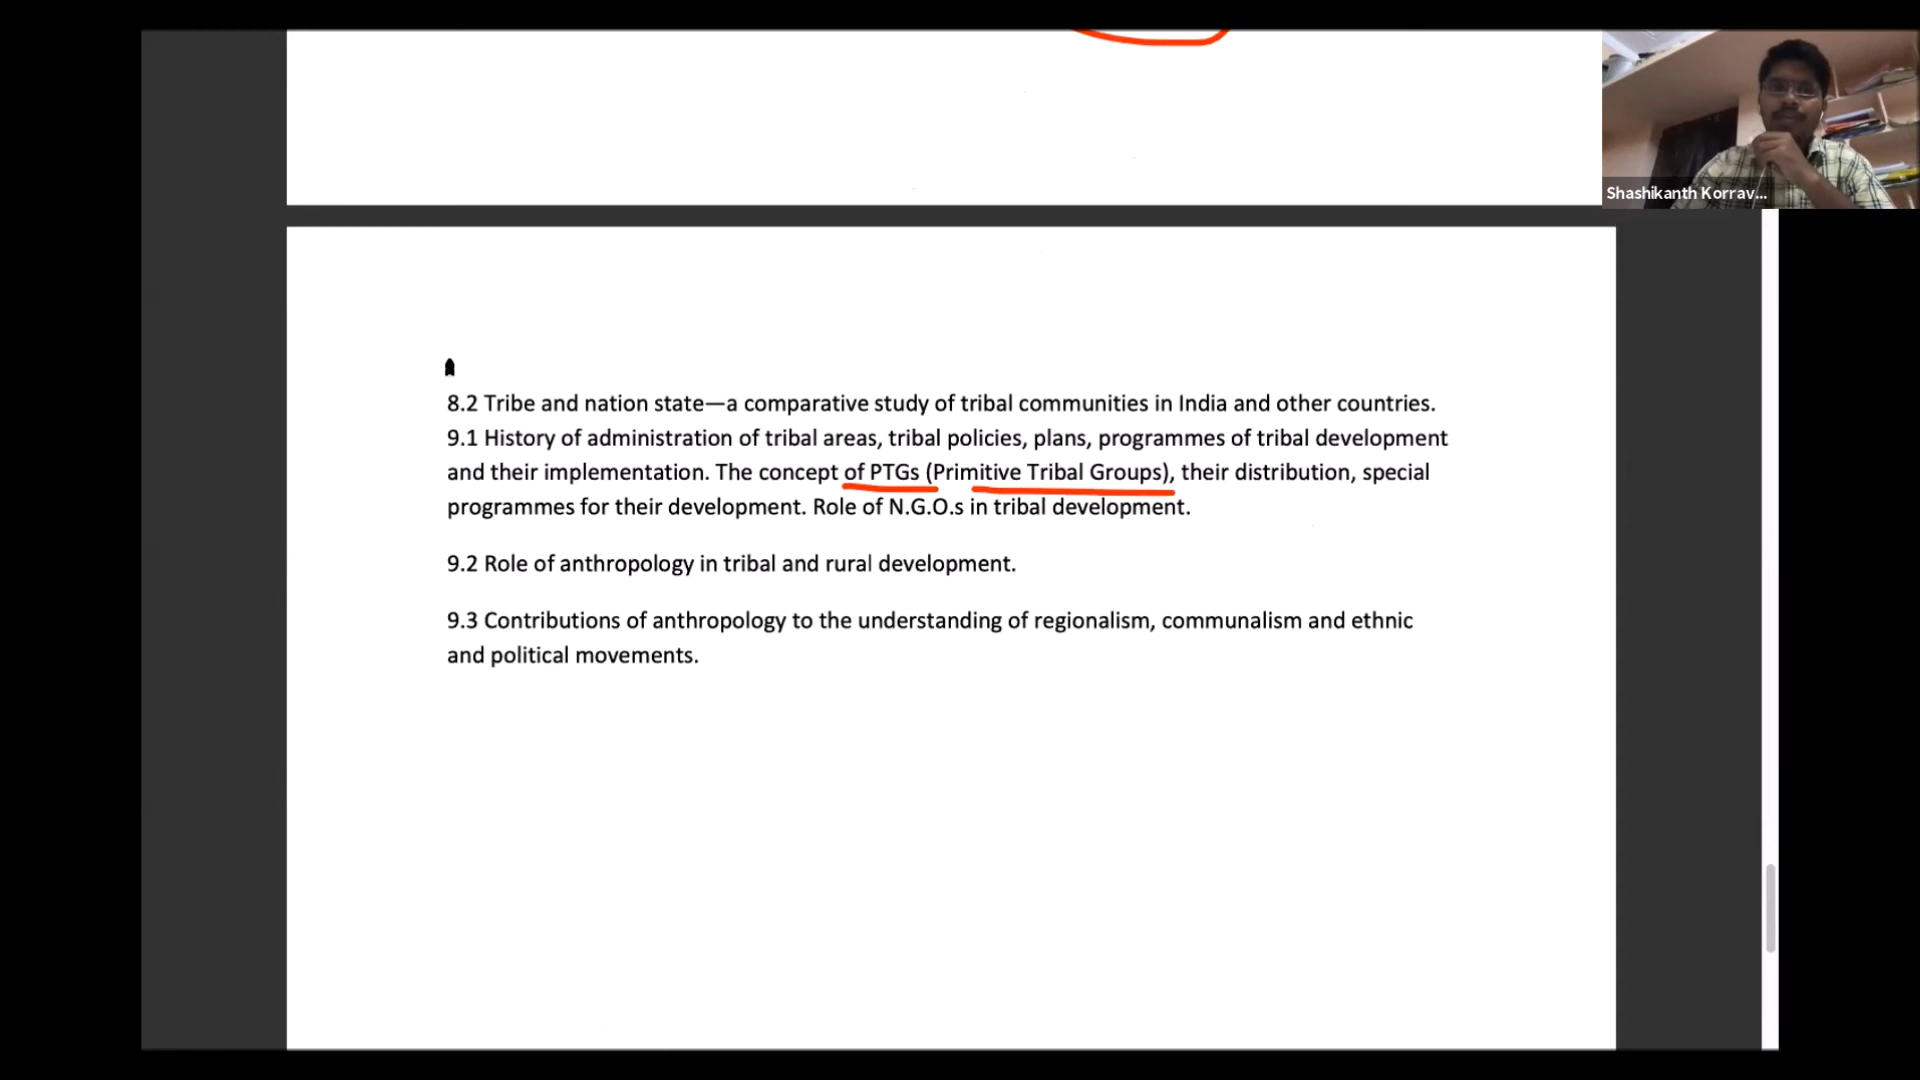 Shashikanth Korrav...
8.2 Tribe and nation state—a comparative study of tribal communities in India and other countries.
9.1 History of administration of tribal areas, tribal policies, plans, programmes of tribal development
and their implementation. The concept of PTGs (Primitive Tribal Groups), their distribution, special
programmes for their development. Role of N.G.O.s in tribal development.
9.2 Role of anthropology in tribal and rural development.
9.3 Contributions of anthropology to the understanding of regionalism, communalism and ethnic
and political movements.